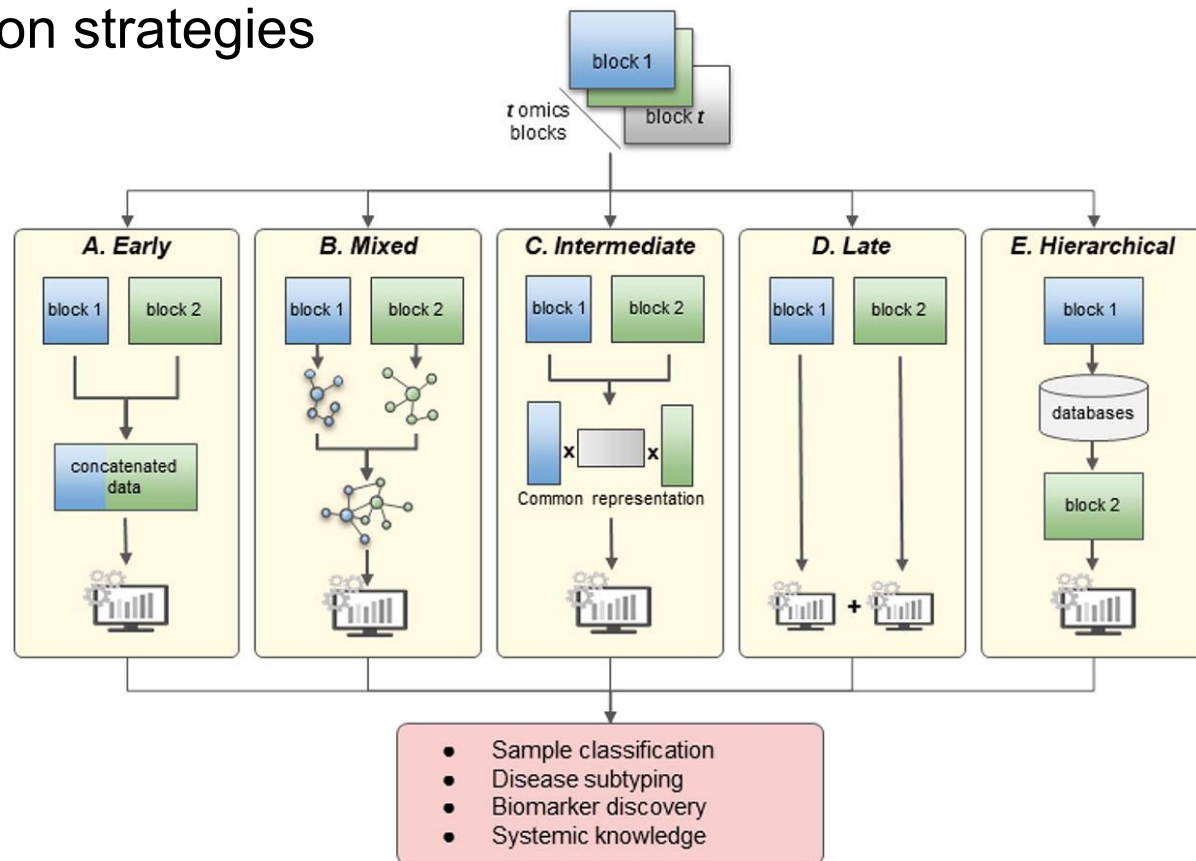 on strategies
block 1
block t
t omics
blocks
A. Early
block 1
block 2
concatenated
data
B. Mixed
block 1
block 2
C. Intermediate
block 1
block 2
x
x
Common representation
D. Late
block 1
block 2
+
E. Hierarchical
block 1
databases
block 2
● Sample classification
● Disease subtyping
● Biomarker discovery
● Systemic knowledge